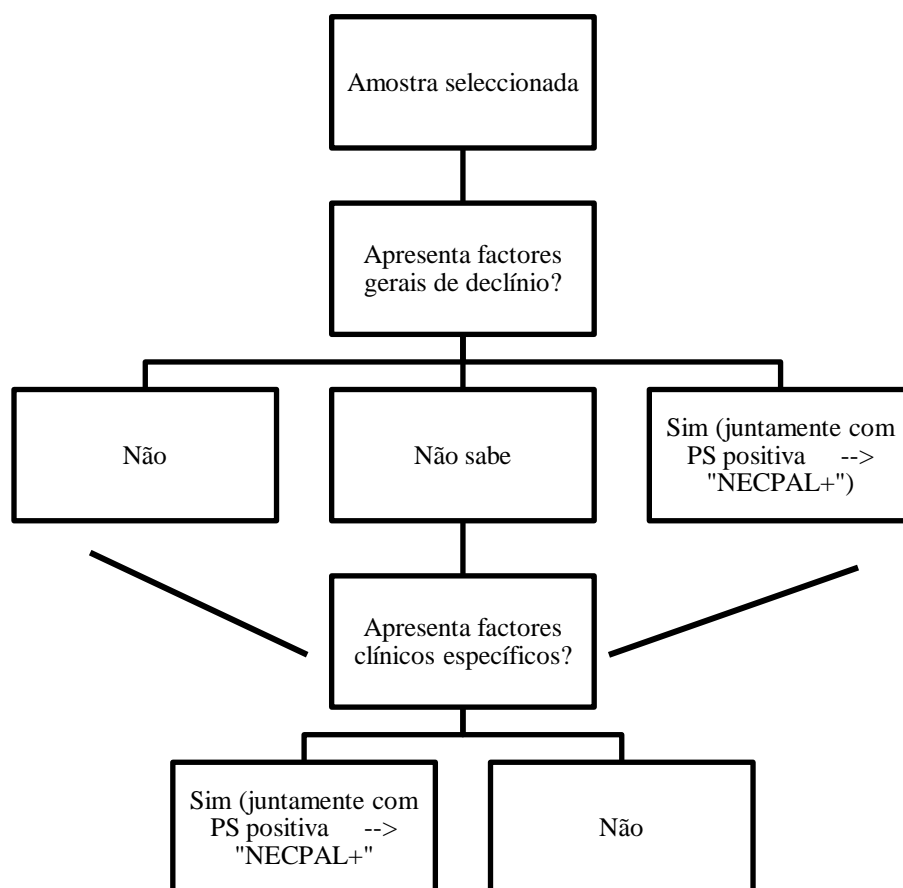 Amostra seleccionada
Apresenta factores
gerais de declínio?
Não
Não sabe
Sim (juntamente com
PS positiva -->
"NECPAL+")
Apresenta factores
clínicos específicos?
Sim (juntamente com
PS positiva -->
"NECPAL+"
Não